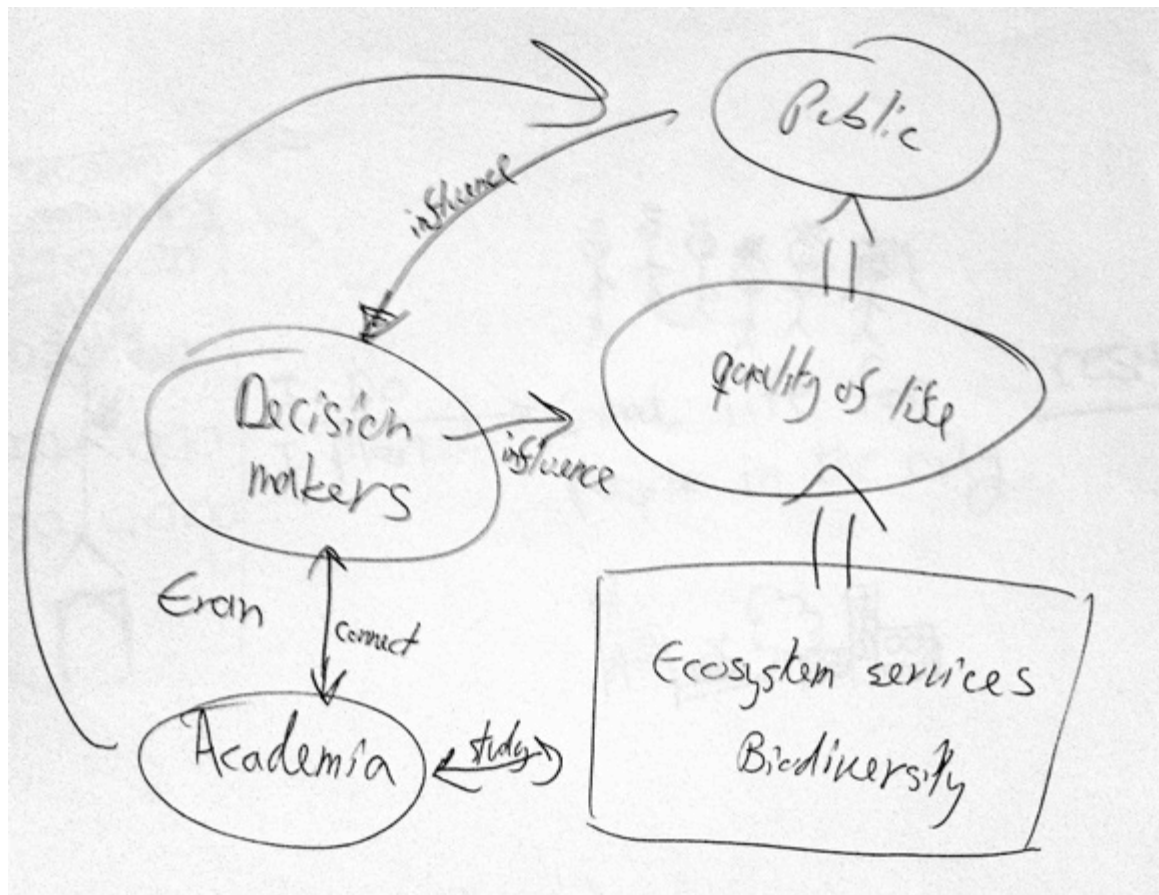 Public
influence
quality of life
Decision
makers
influence
Eran
connect
Ecosystem services
Biodiversity
Academia
study